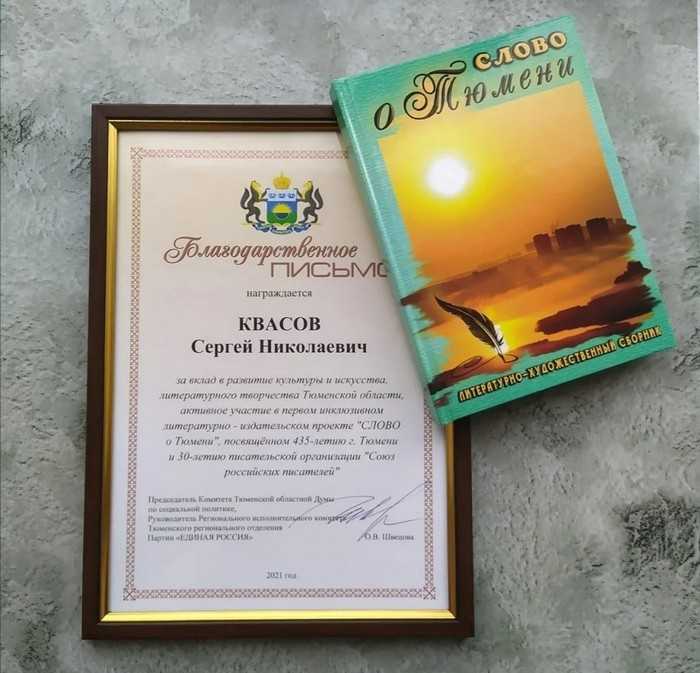 СЛОВО
о Тюмени
ЛИТЕРАТУРНО-ХУДОЖЕСТВЕННЫЙ СБОРНИК
Благодарственное
ПИСЬМО
награждается
КВАСОВ
Сергей Николаевич
за вклад в развитие культуры и искусства,
литературного творчества Тюменской области,
активное участие в первом инклюзивном
литературно - издательском проекте "СЛОВО
о Тюмени", посвящённом 435-летию г. Тюмени
и 30-летию писательской организации "Союз
российских писателей"
Председатель Комитета Тюменской областной Думы
по социальной политике,
Руководитель Регионального исполнительного комитета
Тюменского регионального отделения
Партии «ЕДИНАЯ РОССИЯ»
О.В. Швецова
2021 год